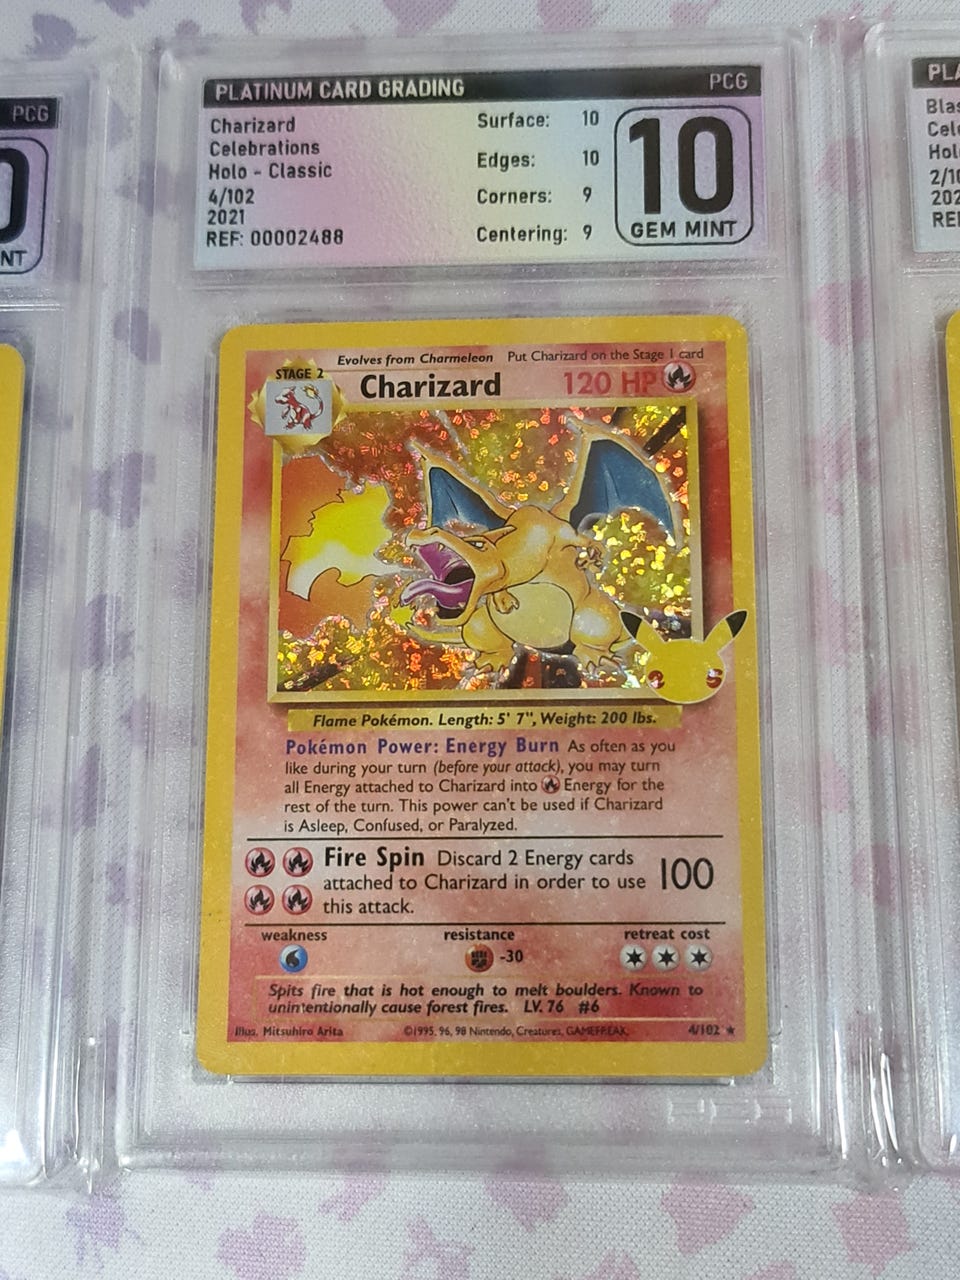 PCG
NT
PLATINUM CARD GRADING PCG
Charizard
Celebrations
Holo - Classic
4/102
2021
REF: 00002488
Surface: 10
Edges: 10
Corners: 9
Centering: 9
10
GEM MINT
PLA
Blas
Cele
Hol
2/10
202
REF
Evolves from Charmeleon Put Charizard on the Stage 1 card
STAGE 2
Charizard 120 HP
Flame Pokémon. Length: 5' 7", Weight: 200 lbs.
Pokémon Power: Energy Burn As often as you
like during your turn (before your attack), you may turn
all Energy attached to Charizard into Energy for the
rest of the turn. This power can't be used if Charizard
is Asleep, Confused, or Paralyzed.
Fire Spin Discard 2 Energy cards
attached to Charizard in order to use
this attack.
100
weakness resistance retreat cost
-30
Spits fire that is hot enough to melt boulders. Known to
unintentionally cause forest fires. LV. 76 #6
Illus. Mitsuhiro Arita ©1995, 96, 98 Nintendo, Creatures, GAMEFREAK. 4/102 ★